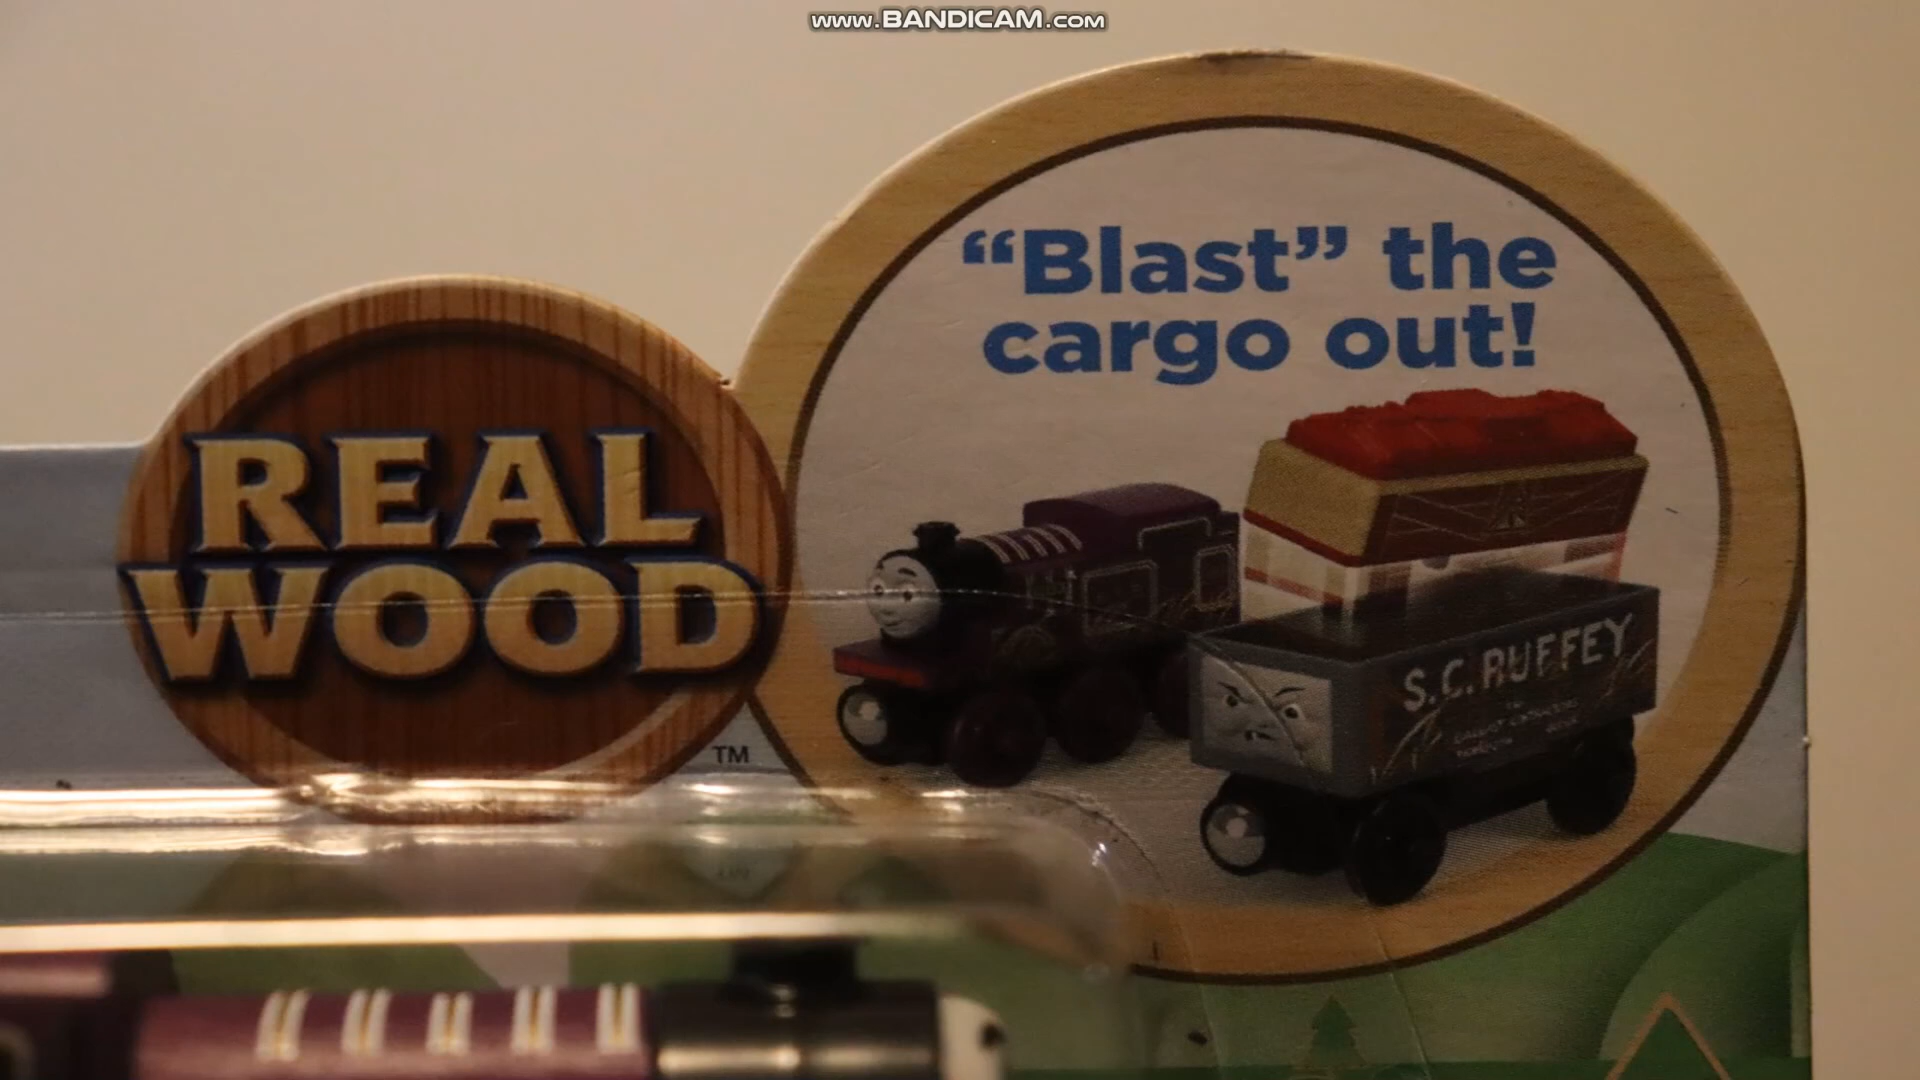 www.BANDICAM.com
"Blast" the
cargo out!
REAL
WOOD
TM
S.C. RUFFEY